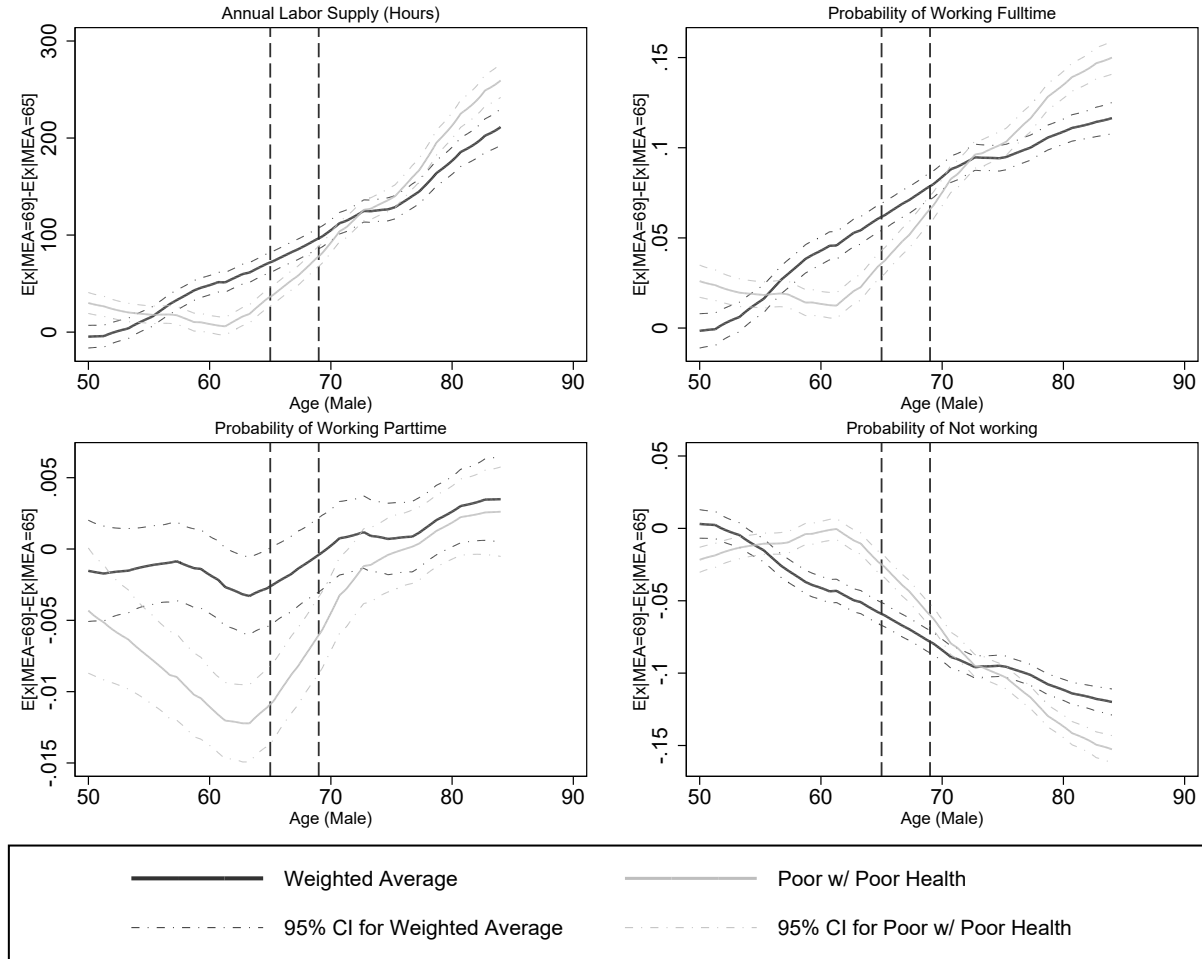 Annual Labor Supply (Hours)
E[x|MEA=69]-E[x|MEA=65]
300
200
100
0
50 60 70 80 90
Age (Male)
Probability of Working Fulltime
E[x|MEA=69]-E[x|MEA=65]
.15
.1
.05
0
50 60 70 80 90
Age (Male)
Probability of Working Parttime
E[x|MEA=69]-E[x|MEA=65]
.005
0
-.005
-.01
-.015
50 60 70 80 90
Age (Male)
Probability of Not working
E[x|MEA=69]-E[x|MEA=65]
.05
0
-.05
-.1
-.15
50 60 70 80 90
Age (Male)
Weighted Average
Poor w/ Poor Health
95% CI for Weighted Average
95% CI for Poor w/ Poor Health